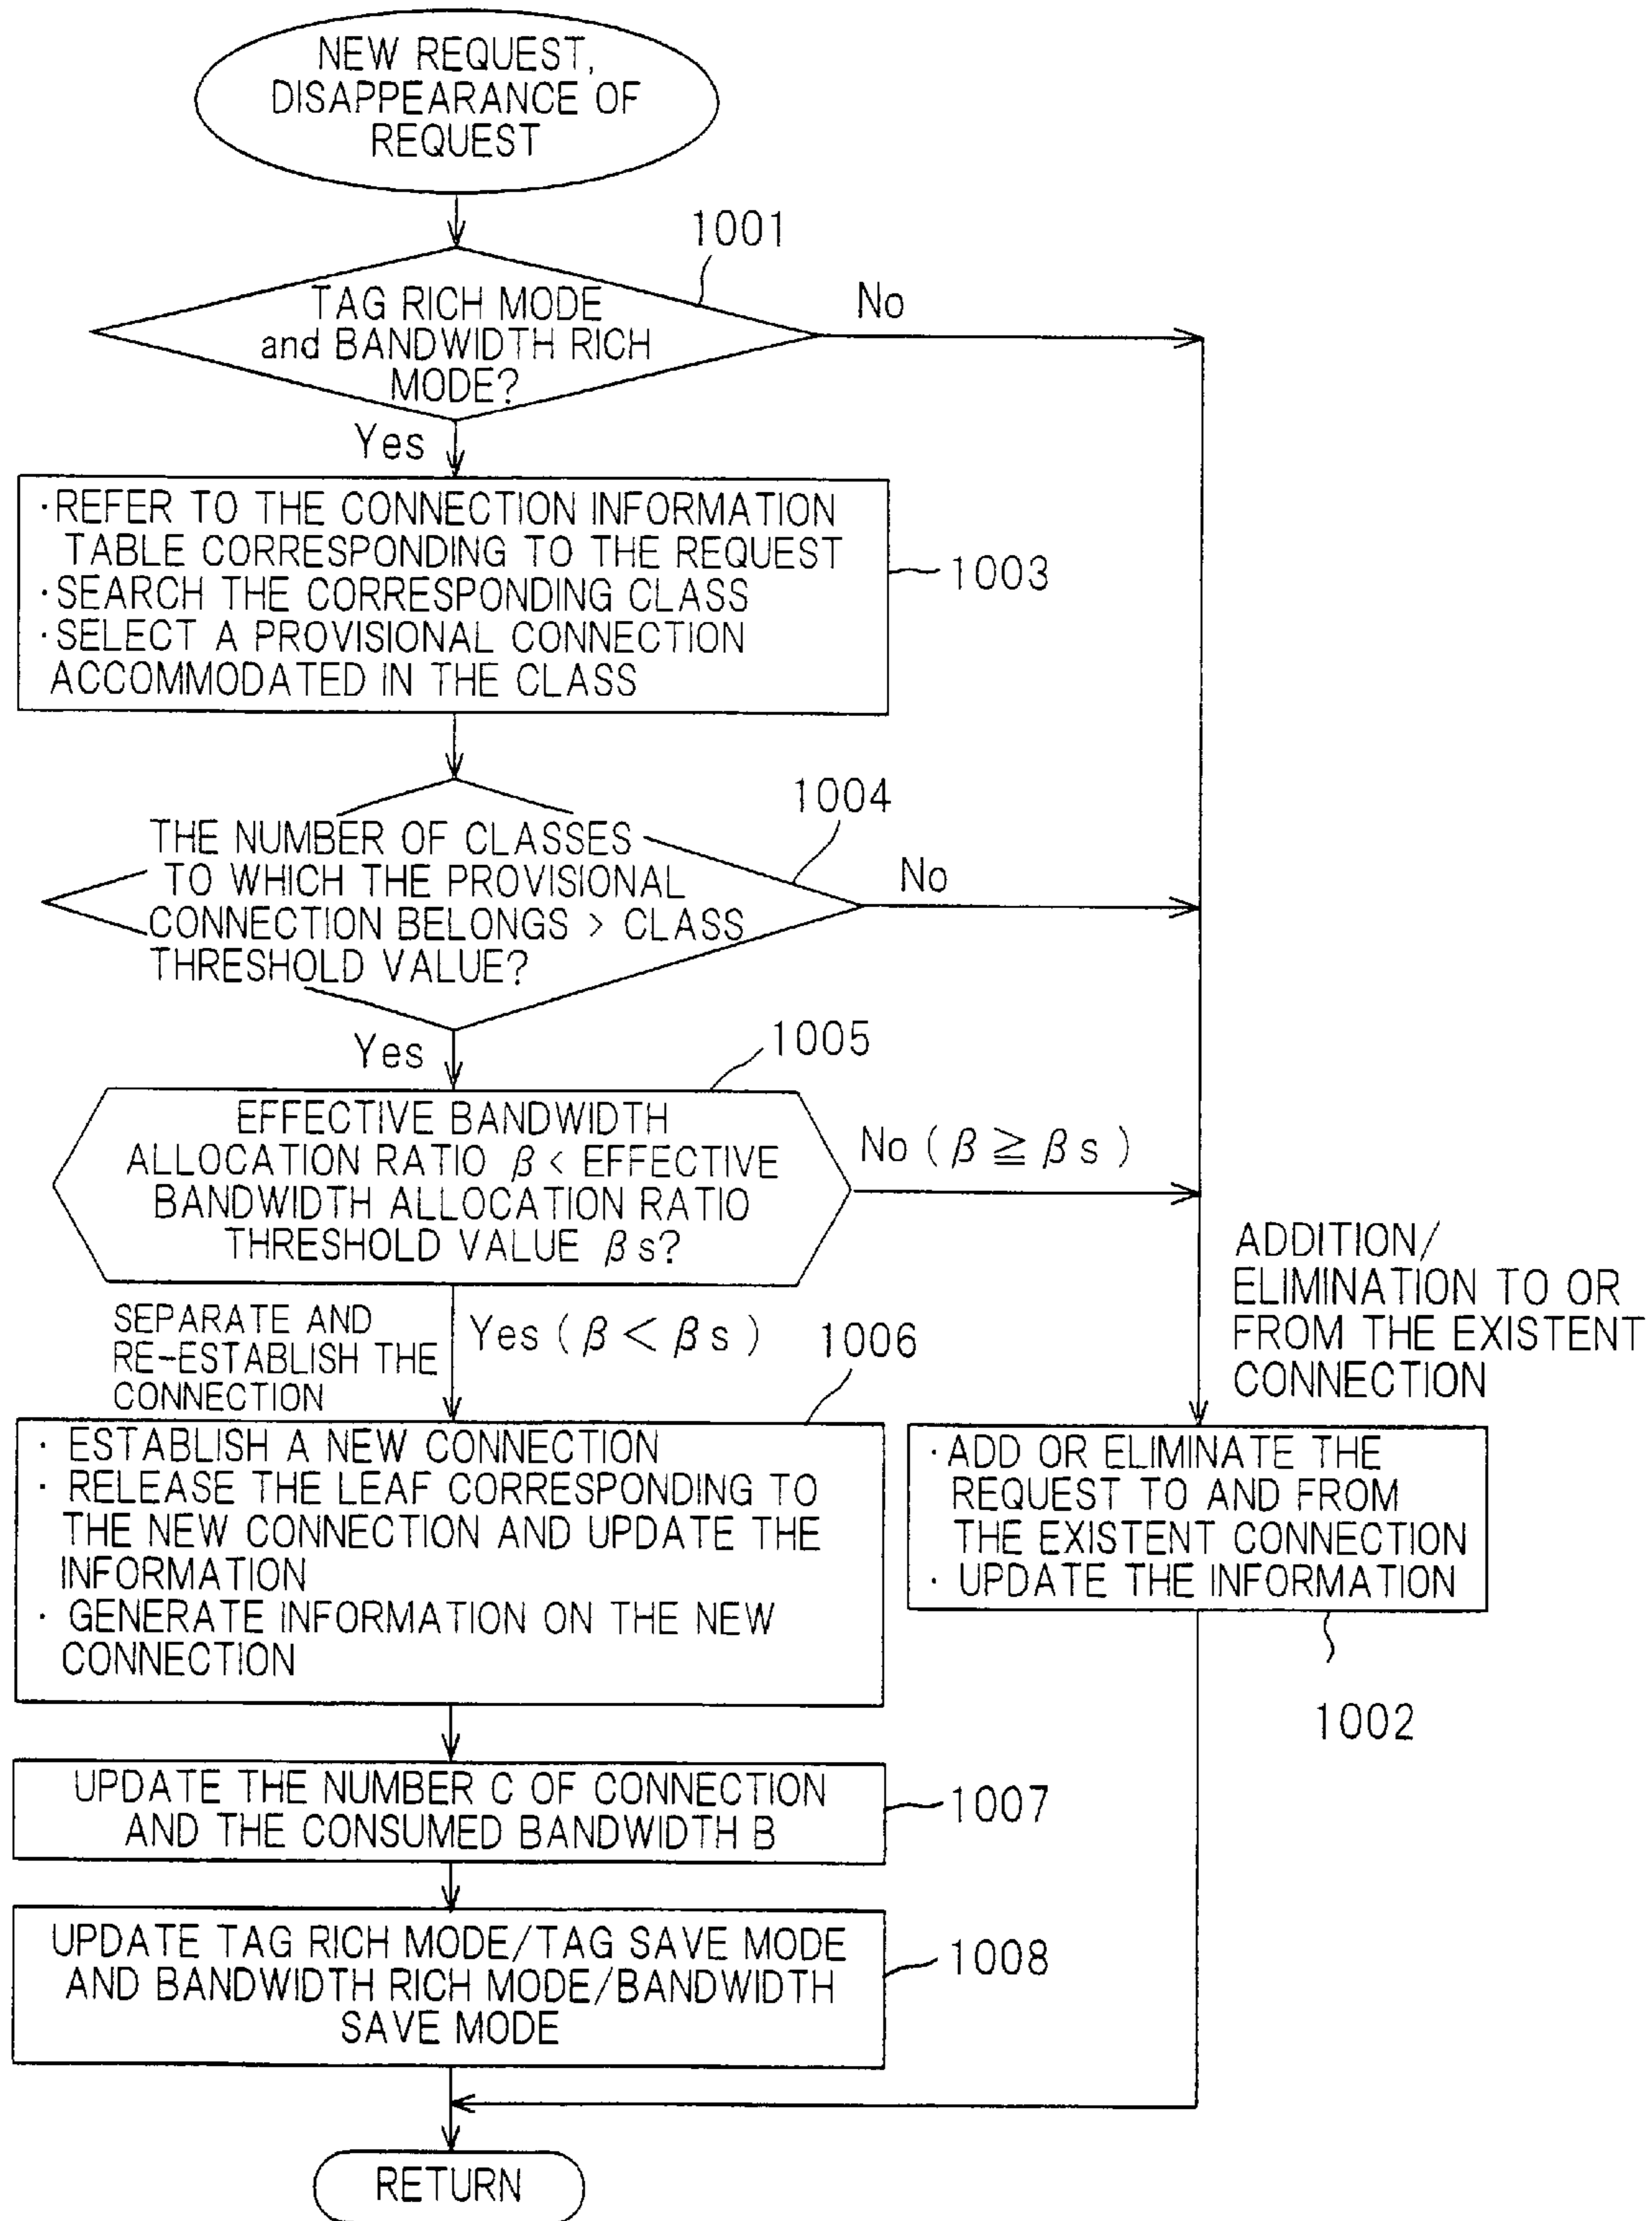 NEW REQUEST,
DISAPPEARANCE OF
REQUEST
1001
TAG RICH MODE
and BANDWIDTH RICH
MODE?
No
Yes
·REFER TO THE CONNECTION INFORMATION
TABLE CORRESPONDING TO THE REQUEST
·SEARCH THE CORRESPONDING CLASS
·SELECT A PROVISIONAL CONNECTION
ACCOMMODATED IN THE CLASS
1003
1004
THE NUMBER OF CLASSES
TO WHICH THE PROVISIONAL
CONNECTION BELONGS > CLASS
THRESHOLD VALUE?
No
Yes
1005
EFFECTIVE BANDWIDTH
ALLOCATION RATIO β < EFFECTIVE
BANDWIDTH ALLOCATION RATIO
THRESHOLD VALUE βs?
No (β ≧ βs)
ADDITION/
ELIMINATION TO OR
FROM THE EXISTENT
CONNECTION
SEPARATE AND
RE-ESTABLISH THE
CONNECTION
Yes (β < βs)
1006
· ESTABLISH A NEW CONNECTION
· RELEASE THE LEAF CORRESPONDING TO
THE NEW CONNECTION AND UPDATE THE
INFORMATION
· GENERATE INFORMATION ON THE NEW
CONNECTION
·ADD OR ELIMINATE THE
REQUEST TO AND FROM
THE EXISTENT CONNECTION
· UPDATE THE INFORMATION
1002
UPDATE THE NUMBER C OF CONNECTION
AND THE CONSUMED BANDWIDTH B
1007
UPDATE TAG RICH MODE/TAG SAVE MODE
AND BANDWIDTH RICH MODE/BANDWIDTH
SAVE MODE
1008
RETURN